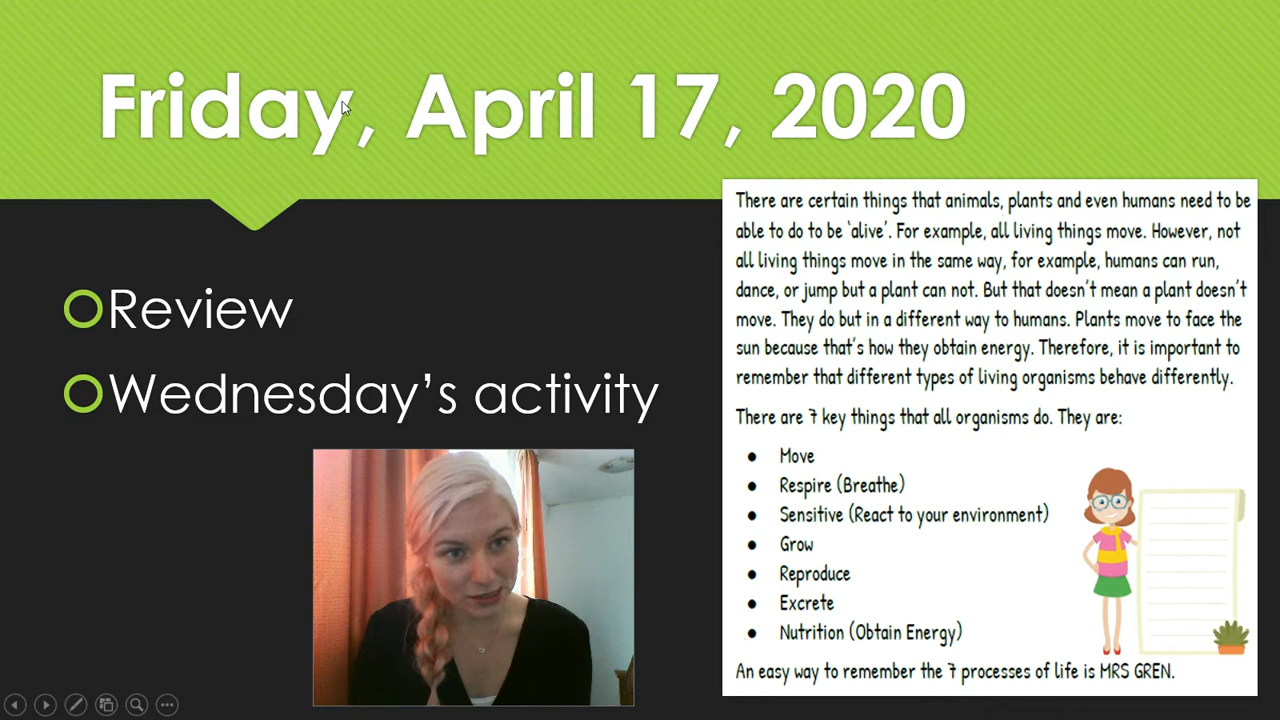 Friday, April 17, 2020
Review
Wednesday's activity
There are certain things that animals, plants and even humans need to be
able to do to be 'alive'. For example, all living things move. However, not
all living things move in the same way, for example, humans can run,
dance, or jump but a plant can not. But that doesn't mean a plant doesn't
move. They do but in a different way to humans. Plants move to face the
sun because that's how they obtain energy. Therefore, it is important to
remember that different types of living organisms behave differently.
There are 7 key things that all organisms do. They are:
● Move
● Respire (Breathe)
● Sensitive (React to your environment)
● Grow
● Reproduce
● Excrete
● Nutrition (Obtain Energy)
An easy way to remember the 7 processes of life is MRS GREN.